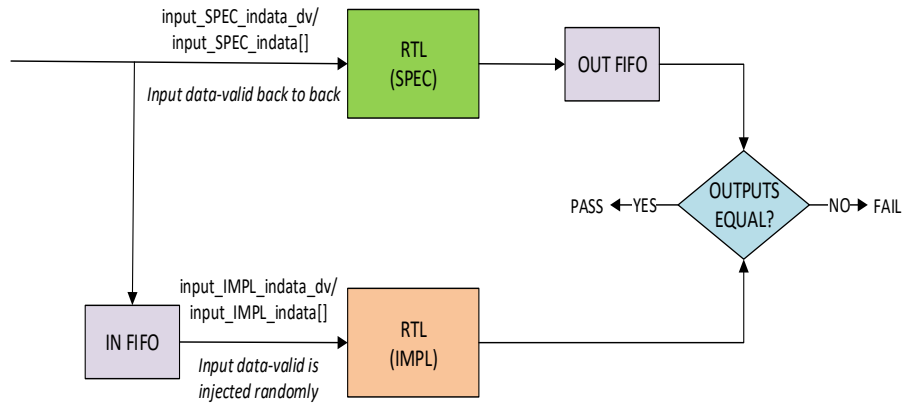 input_SPEC_indata_dv/
input_SPEC_indata[]
Input data-valid back to back
RTL
(SPEC)
OUT FIFO
OUTPUTS
EQUAL?
PASS
YES
NO
FAIL
IN FIFO
input_IMPL_indata_dv/
input_IMPL_indata[]
Input data-valid is
injected randomly
RTL
(IMPL)